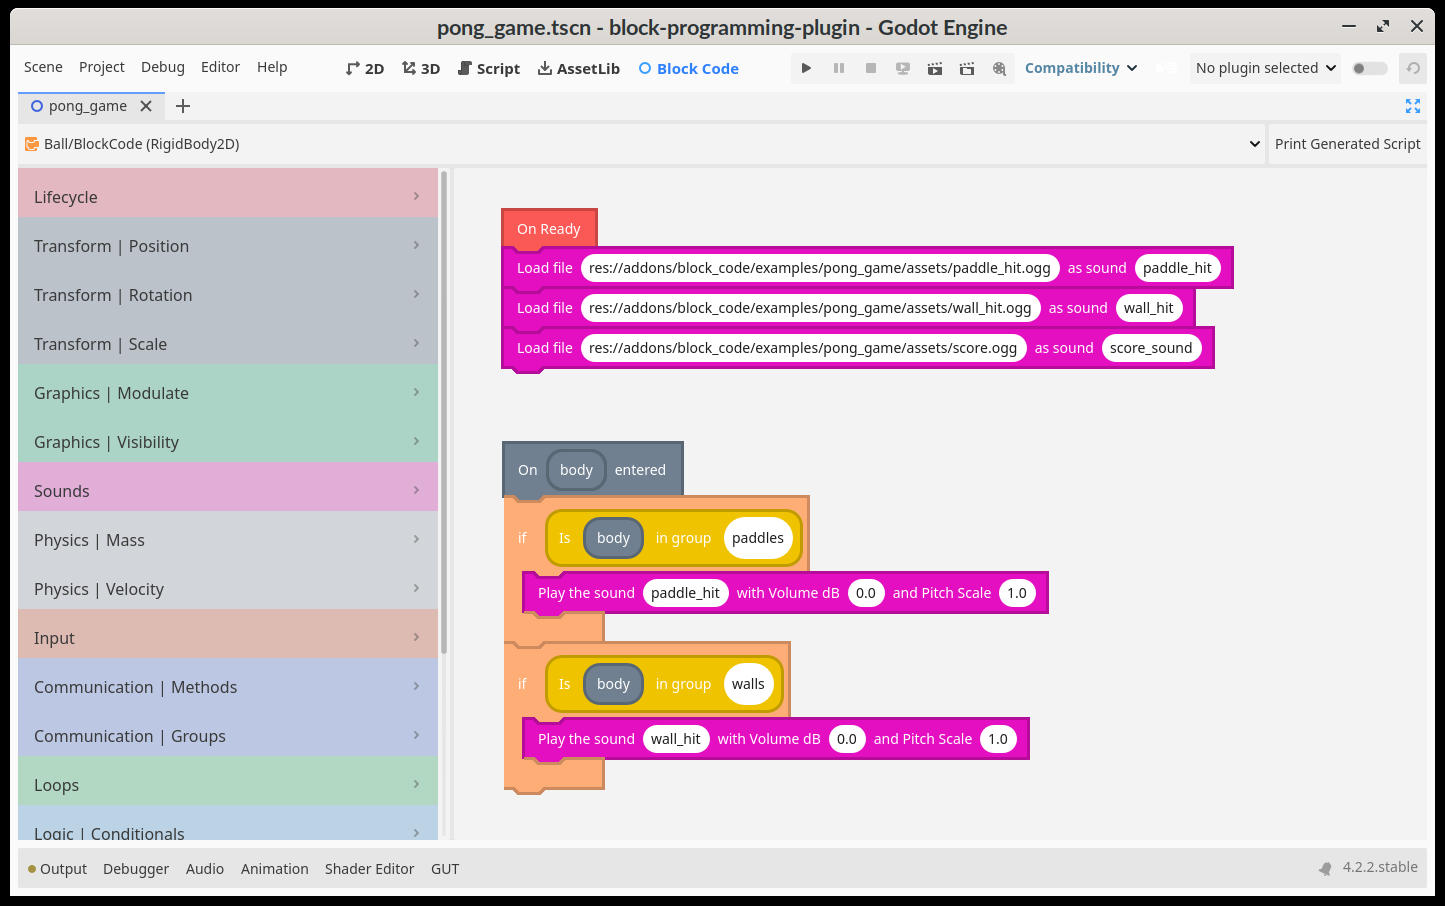 pong_game.tscn - block-programming-plugin - Godot Engine
Scene Project Debug Editor Help 2D 3D Script AssetLib Block Code Compatibility No plugin selected
pong_game
Ball/BlockCode (RigidBody2D) Print Generated Script
Lifecycle
Transform | Position
Transform | Rotation
Transform | Scale
Graphics | Modulate
Graphics | Visibility
Sounds
Physics | Mass
Physics | Velocity
Input
Communication | Methods
Communication | Groups
Loops
Logic | Conditionals
On Ready
Load file res://addons/block_code/examples/pong_game/assets/paddle_hit.ogg as sound paddle_hit
Load file res://addons/block_code/examples/pong_game/assets/wall_hit.ogg as sound wall_hit
Load file res://addons/block_code/examples/pong_game/assets/score.ogg as sound score_sound
On body entered
if Is body in group paddles
Play the sound paddle_hit with Volume dB 0.0 and Pitch Scale 1.0
if Is body in group walls
Play the sound wall_hit with Volume dB 0.0 and Pitch Scale 1.0
Output Debugger Audio Animation Shader Editor GUT 4.2.2.stable